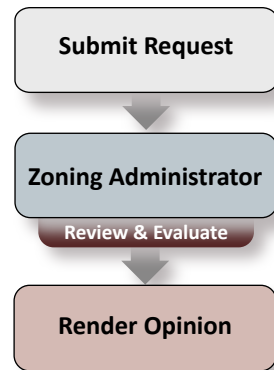 Submit Request
Zoning Administrator
Review & Evaluate
Render Opinion